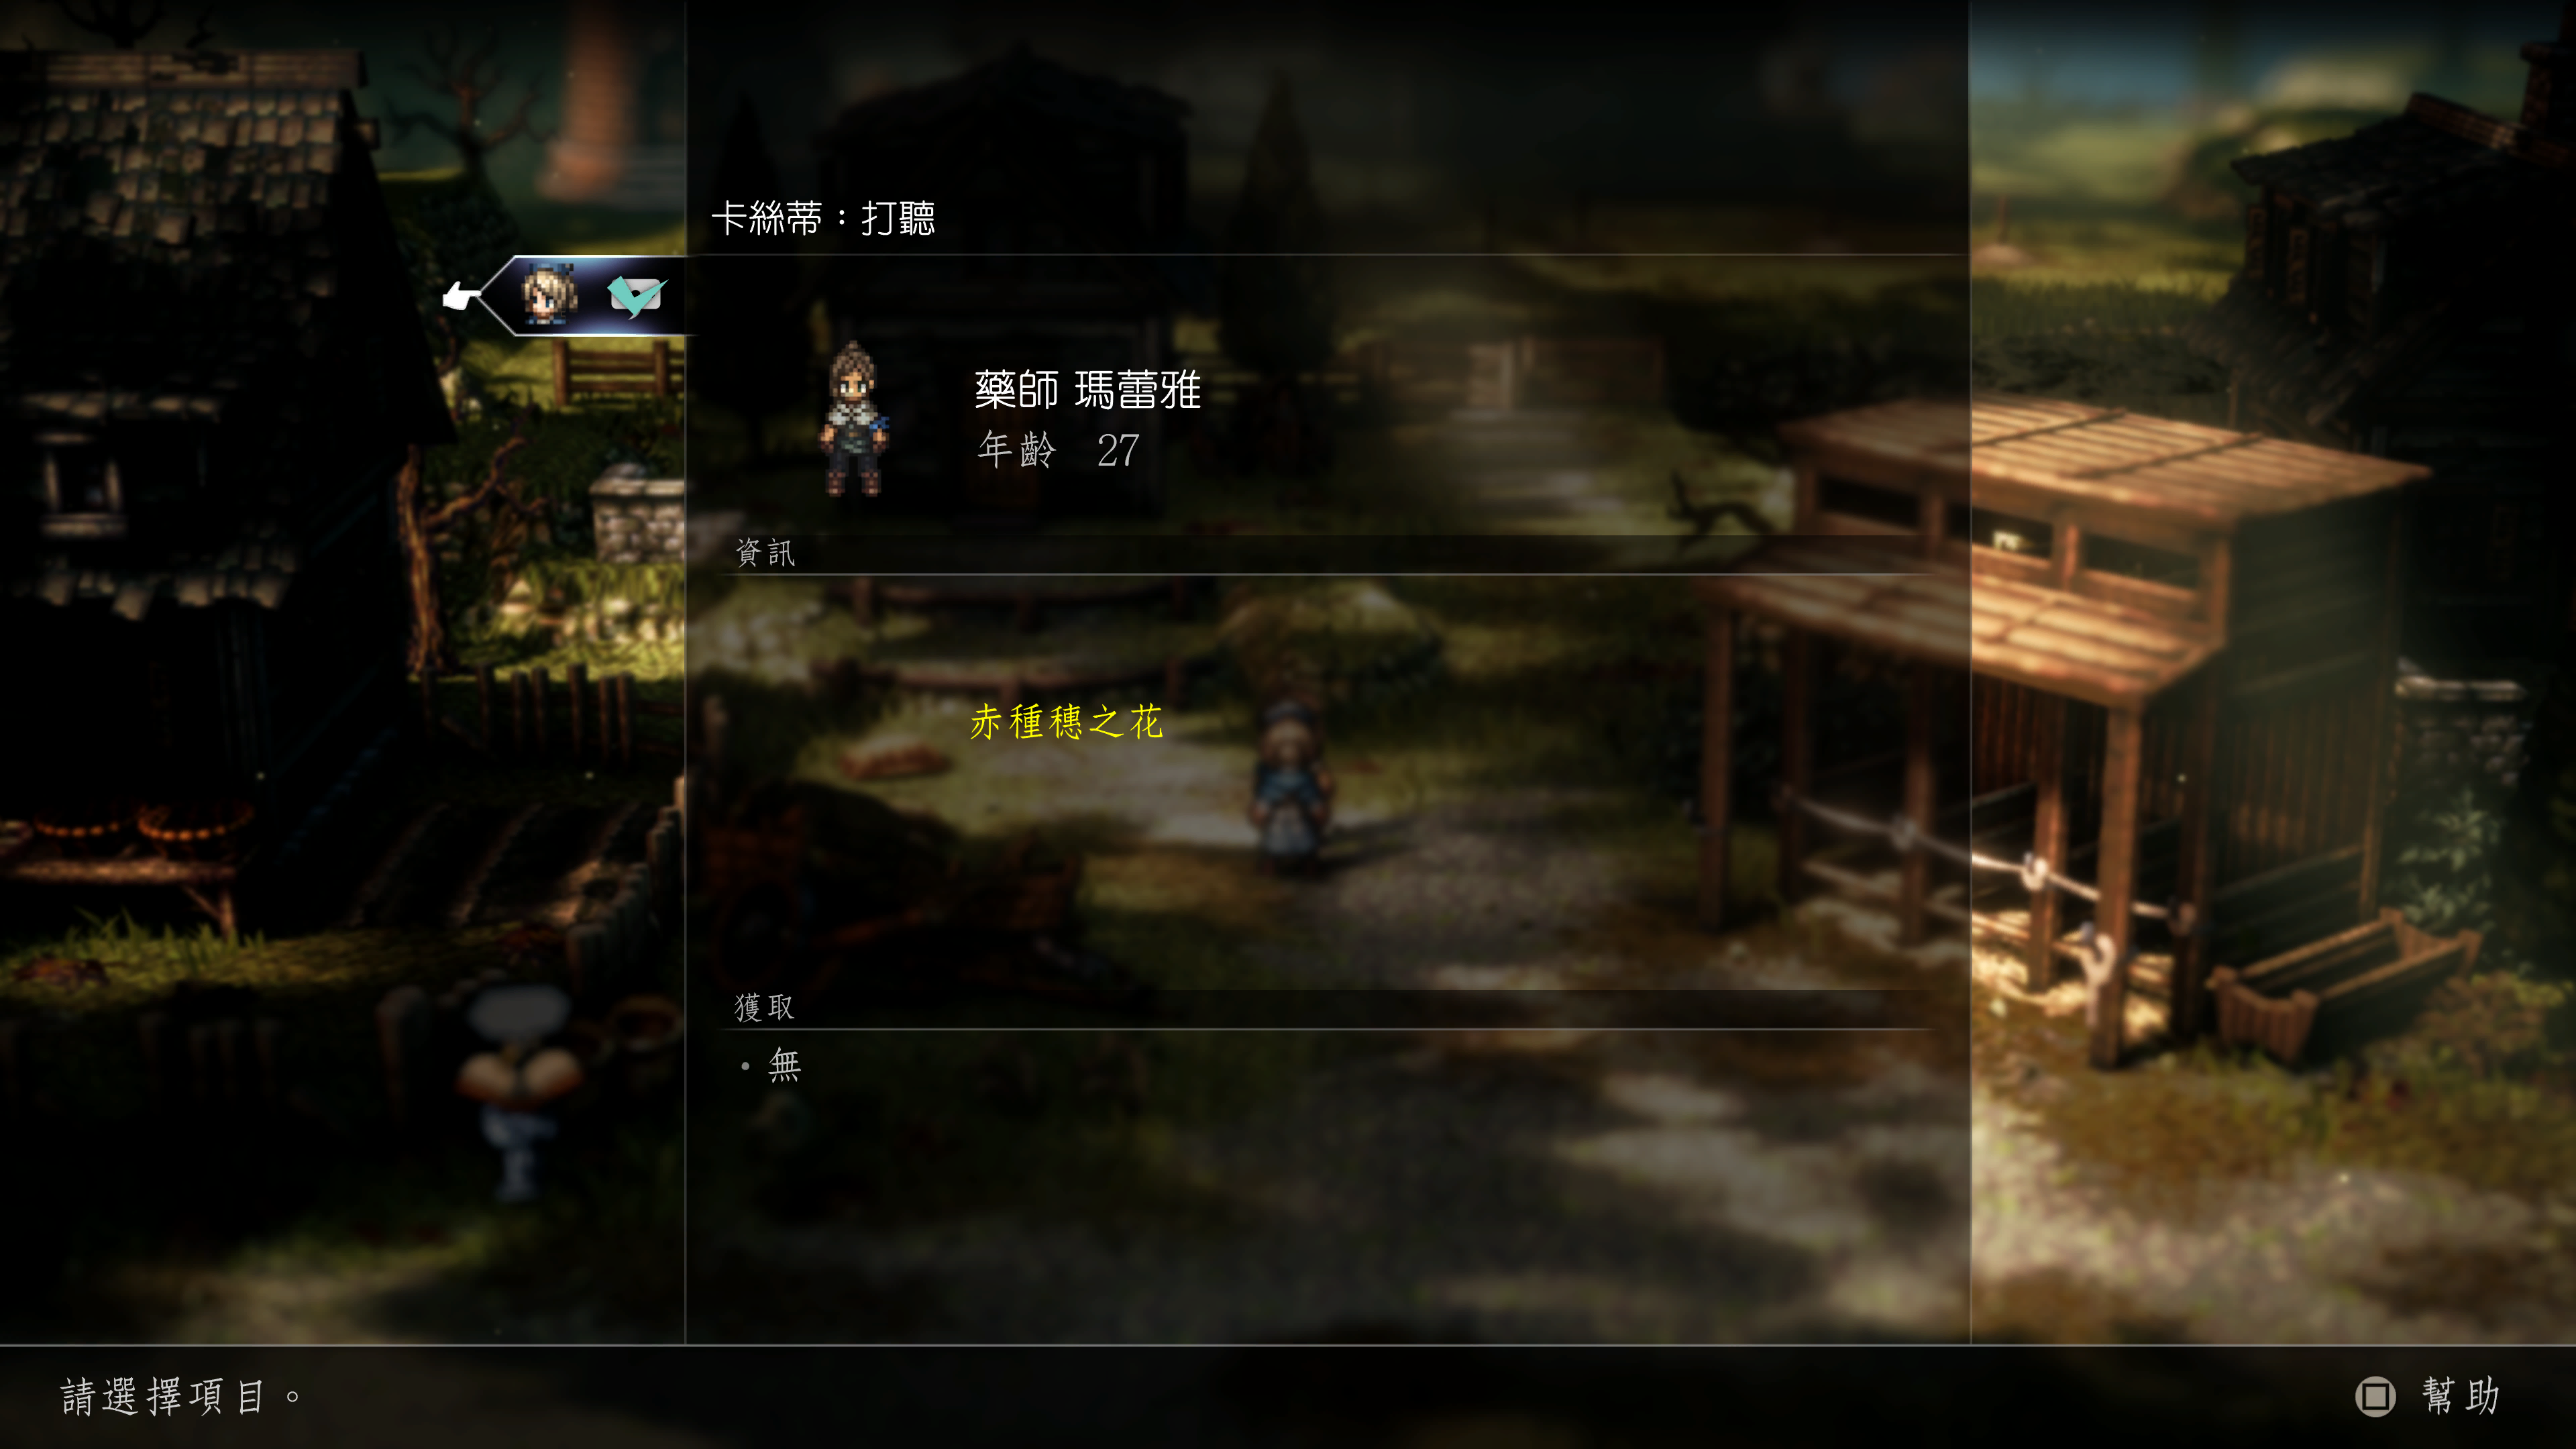 卡絲蒂：打聽
藥師 瑪蕾雅
年齡 27
資訊
赤種穗之花
獲取
・無
請選擇項目。
幫助